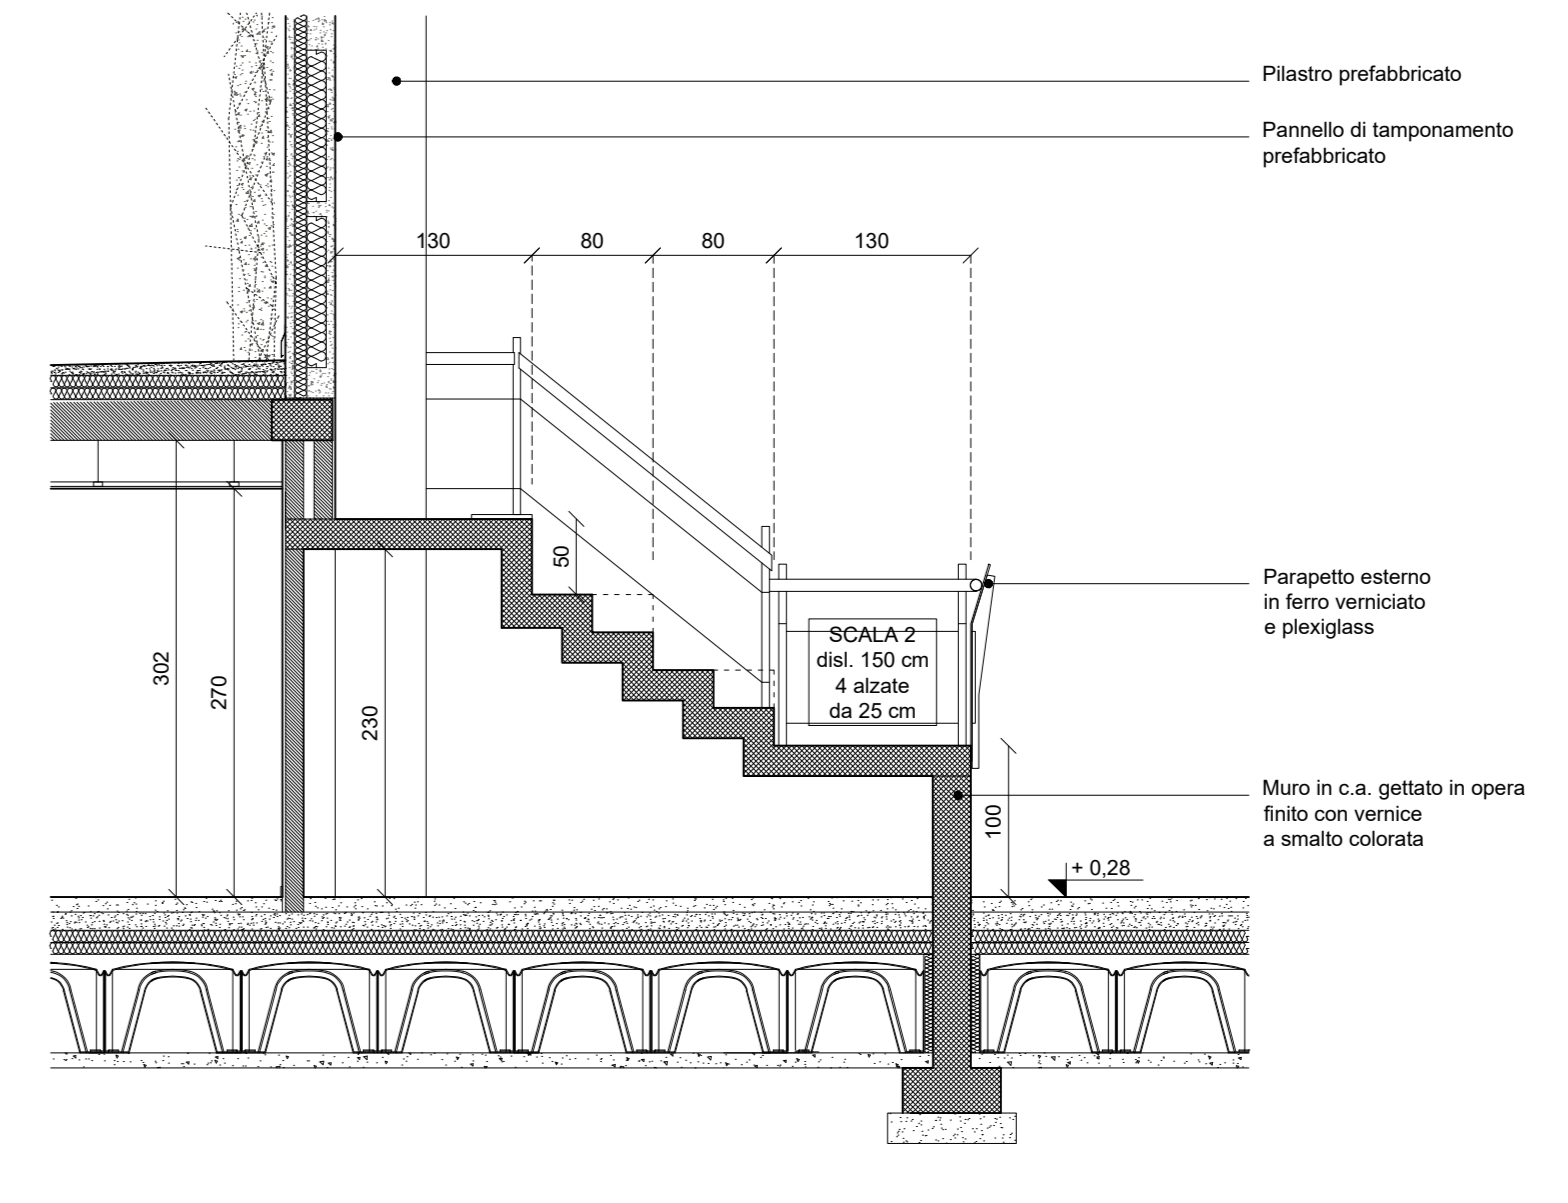 Pilastro prefabbricato
Pannello di tamponamento
prefabbricato
130
80
80
130
50
Parapetto esterno
in ferro verniciato
e plexiglass
SCALA 2
disl. 150 cm
4 alzate
da 25 cm
302
270
230
Muro in c.a. gettato in opera
finito con vernice
a smalto colorata
100
+ 0,28